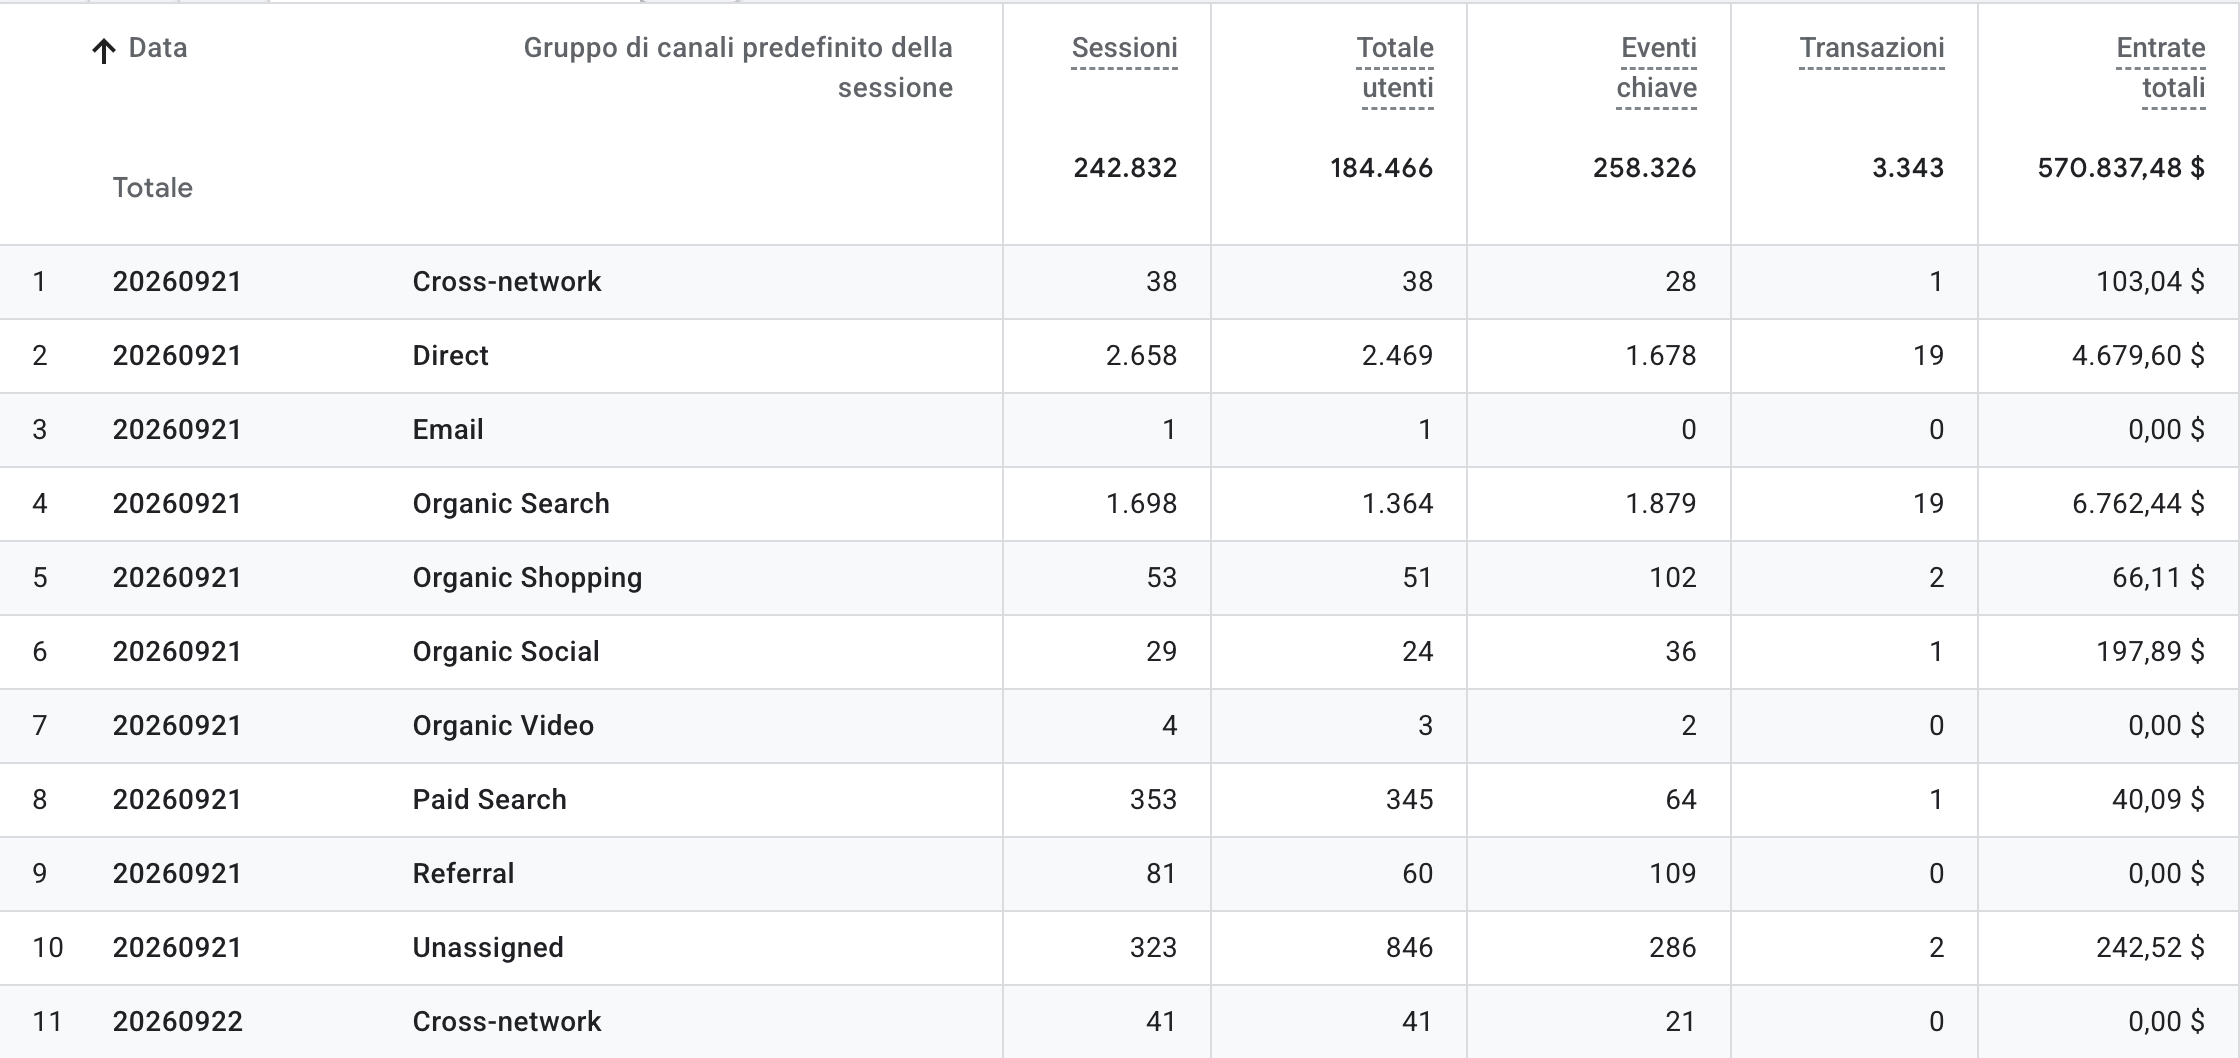 Data Gruppo di canali predefinito della sessione Sessioni Totale utenti Eventi chiave Transazioni Entrate totali
Totale 242.832 184.466 258.326 3.343 570.837,48 $
1 20260921 Cross-network 38 38 28 1 103,04 $
2 20260921 Direct 2.658 2.469 1.678 19 4.679,60 $
3 20260921 Email 1 1 0 0 0,00 $
4 20260921 Organic Search 1.698 1.364 1.879 19 6.762,44 $
5 20260921 Organic Shopping 53 51 102 2 66,11 $
6 20260921 Organic Social 29 24 36 1 197,89 $
7 20260921 Organic Video 4 3 2 0 0,00 $
8 20260921 Paid Search 353 345 64 1 40,09 $
9 20260921 Referral 81 60 109 0 0,00 $
10 20260921 Unassigned 323 846 286 2 242,52 $
11 20260922 Cross-network 41 41 21 0 0,00 $